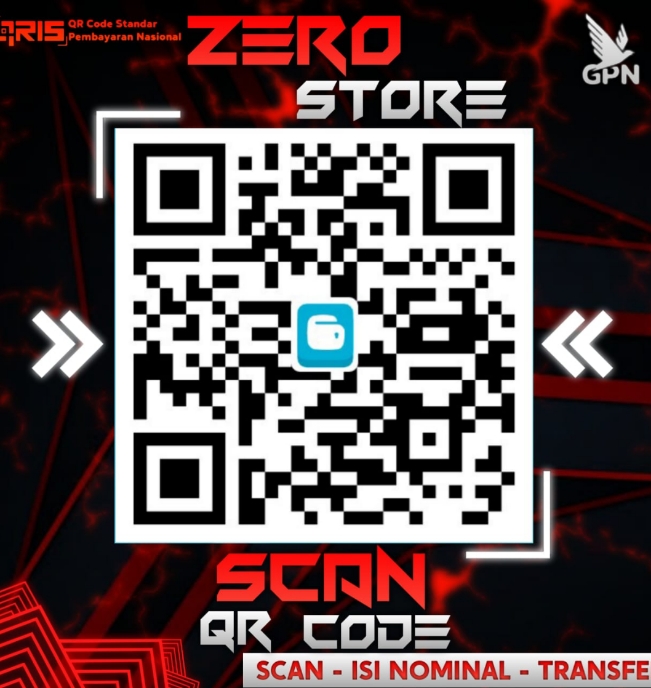 QRIS
QR Code Standar
Pembayaran Nasional
ZERO
STORE
GPN
SCAN
QR CODE
SCAN - ISI NOMINAL - TRANSFE